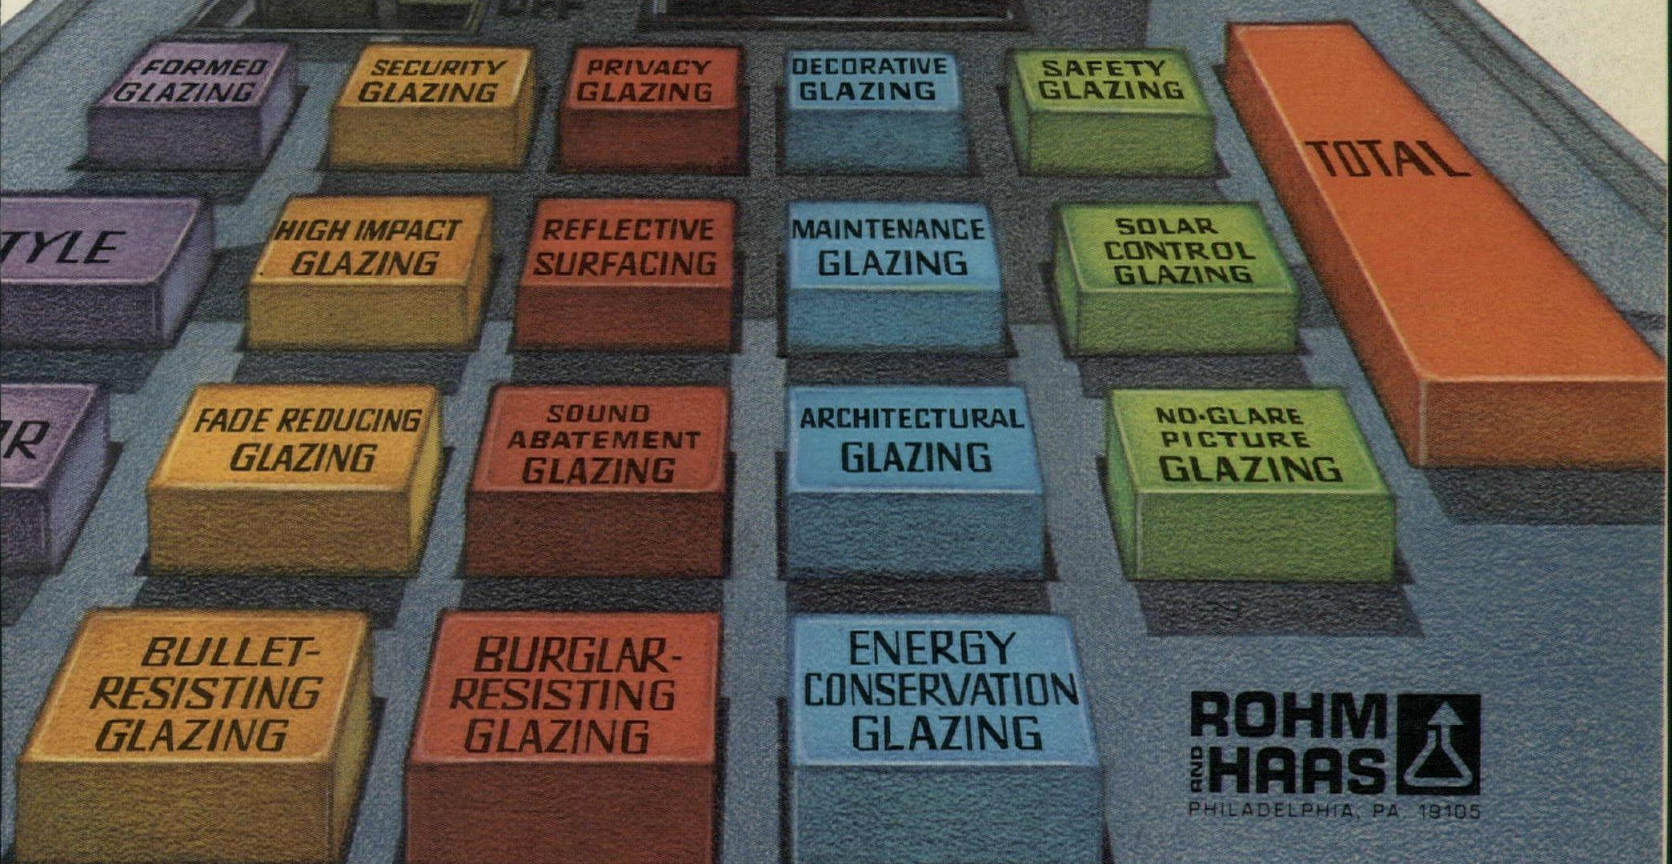 FORMED
GLAZING
SECURITY
GLAZING
PRIVACY
GLAZING
DECORATIVE
GLAZING
SAFETY
GLAZING
TOTAL
TYLE
HIGH IMPACT
GLAZING
REFLECTIVE
SURFACING
MAINTENANCE
GLAZING
SOLAR
CONTROL
GLAZING
R
FADE REDUCING
GLAZING
SOUND
ABATEMENT
GLAZING
ARCHITECTURAL
GLAZING
NO-GLARE
PICTURE
GLAZING
BULLET-
RESISTING
GLAZING
BURGLAR-
RESISTING
GLAZING
ENERGY
CONSERVATION
GLAZING
ROHM
AND HAAS
PHILADELPHIA, PA. 19105